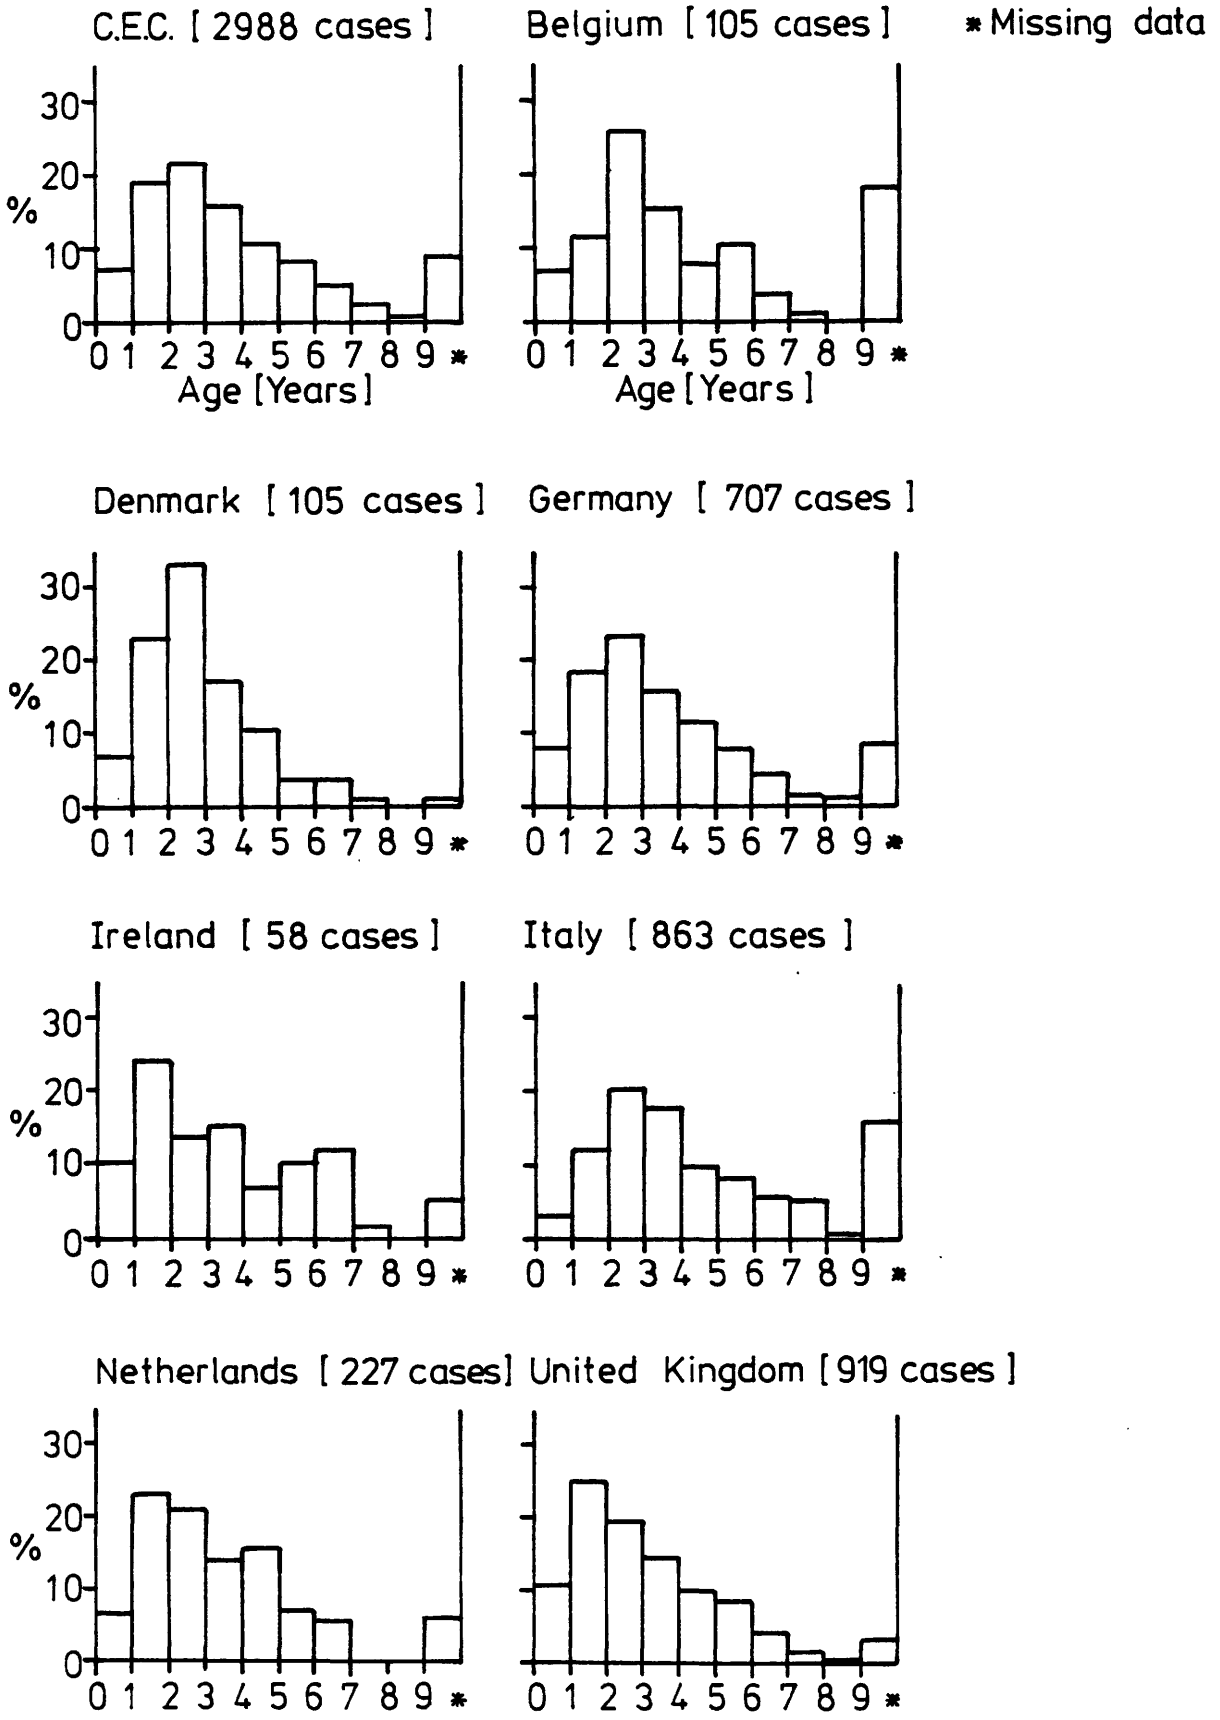 C.E.C. [ 2988 cases ] Belgium [ 105 cases ] * Missing data
30
20
%
10
0
0 1 2 3 4 5 6 7 8 9 * 0 1 2 3 4 5 6 7 8 9 *
Age [Years] Age [Years]
Denmark [ 105 cases ] Germany [ 707 cases ]
30
20
%
10
0
0 1 2 3 4 5 6 7 8 9 * 0 1 2 3 4 5 6 7 8 9 *
Ireland [ 58 cases ] Italy [ 863 cases ]
30
20
%
10
0
0 1 2 3 4 5 6 7 8 9 * 0 1 2 3 4 5 6 7 8 9 *
Netherlands [ 227 cases] United Kingdom [ 919 cases ]
30
20
%
10
0
0 1 2 3 4 5 6 7 8 9 * 0 1 2 3 4 5 6 7 8 9 *